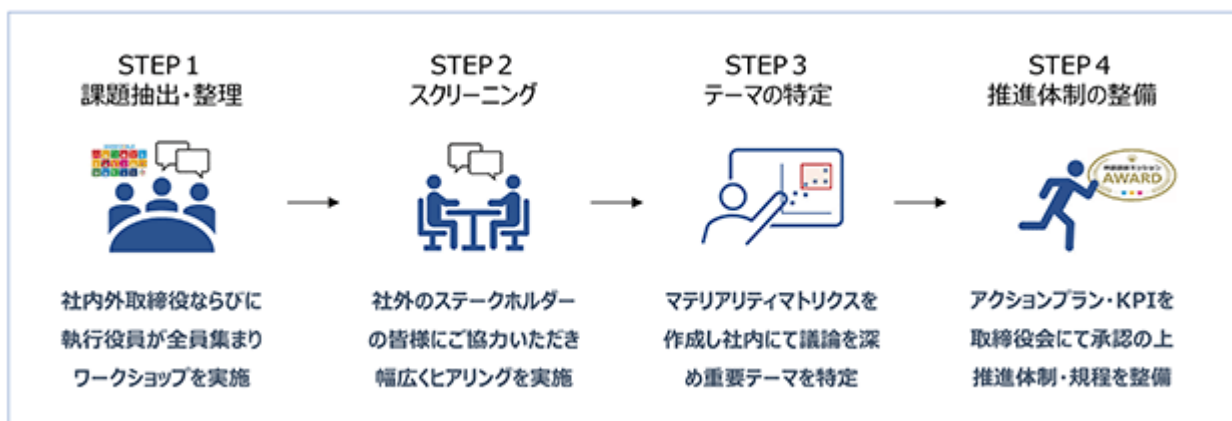 STEP 1
課題抽出・整理
社内外取締役ならびに
執行役員が全員集まり
ワークショップを実施
STEP 2
スクリーニング
社外のステークホルダー
の皆様にご協力いただき
幅広くヒアリングを実施
STEP 3
テーマの特定
マテリアリティマトリクスを
作成し社内にて議論を深
め重要テーマを特定
STEP 4
推進体制の整備
AWARD
アクションプラン・KPIを
取締役会にて承認の上
推進体制・規程を整備